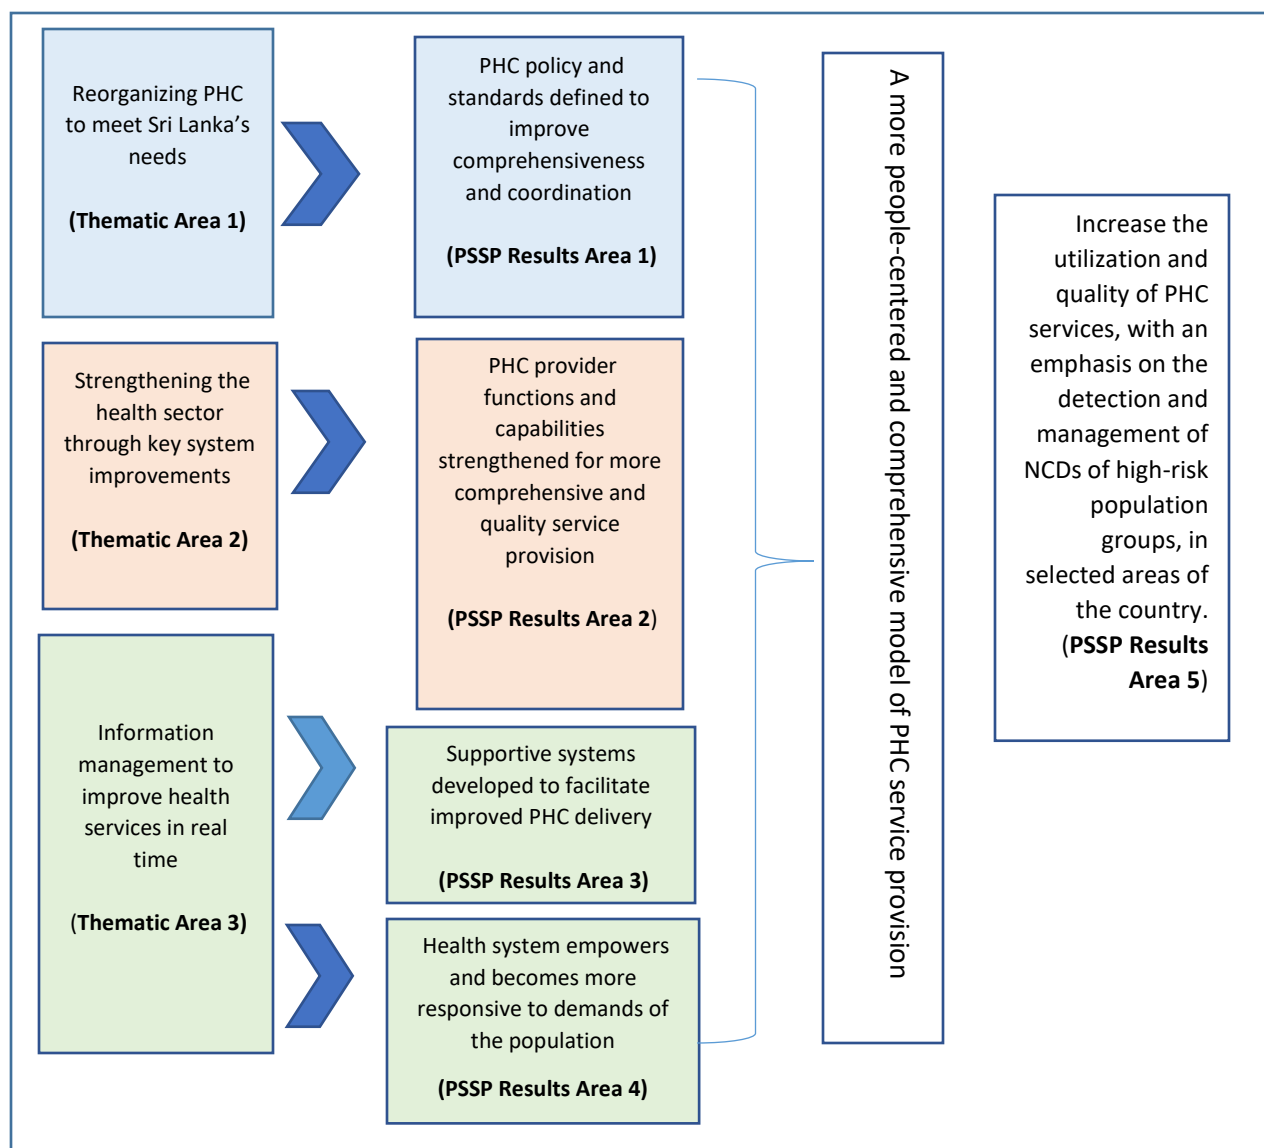 Reorganizing PHC
to meet Sri Lanka’s
needs
(Thematic Area 1)
PHC policy and
standards defined to
improve
comprehensiveness
and coordination
(PSSP Results Area 1)
Strengthening the
health sector
through key system
improvements
(Thematic Area 2)
PHC provider
functions and
capabilities
strengthened for more
comprehensive and
quality service
provision
(PSSP Results Area 2)
Information
management to
improve health
services in real
time
(Thematic Area 3)
Supportive systems
developed to facilitate
improved PHC delivery
(PSSP Results Area 3)
Health system empowers
and becomes more
responsive to demands of
the population
(PSSP Results Area 4)
A more people-centered and comprehensive model of PHC service provision
Increase the
utilization and
quality of PHC
services, with an
emphasis on the
detection and
management of
NCDs of high-risk
population
groups, in
selected areas of
the country.
(PSSP Results
Area 5)